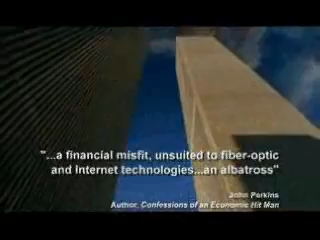 "...a financial misfit, unsuited to fiber-optic
and Internet technologies...an albatross"
John Perkins
Author, Confessions of an Economic Hit Man